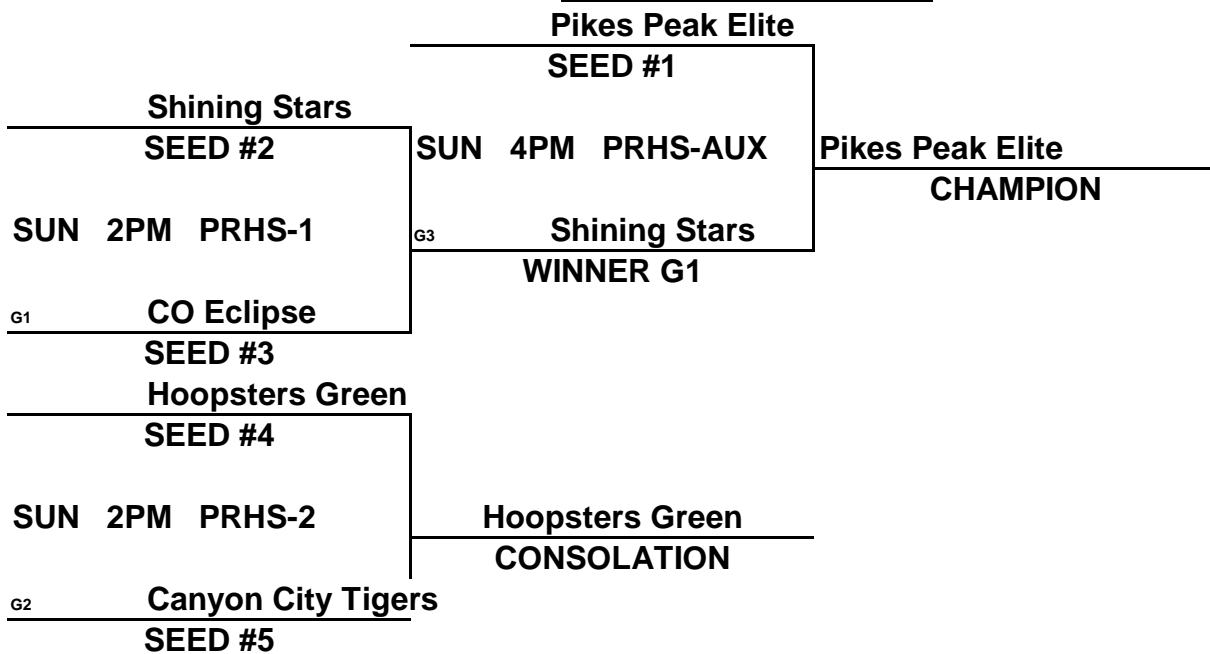 Pikes Peak Elite
SEED #1
Shining Stars
SEED #2
SUN 4PM PRHS-AUX
Pikes Peak Elite
CHAMPION
SUN 2PM PRHS-1
G3 Shining Stars
WINNER G1
G1 CO Eclipse
SEED #3
Hoopsters Green
SEED #4
SUN 2PM PRHS-2
Hoopsters Green
CONSOLATION
G2 Canyon City Tigers
SEED #5